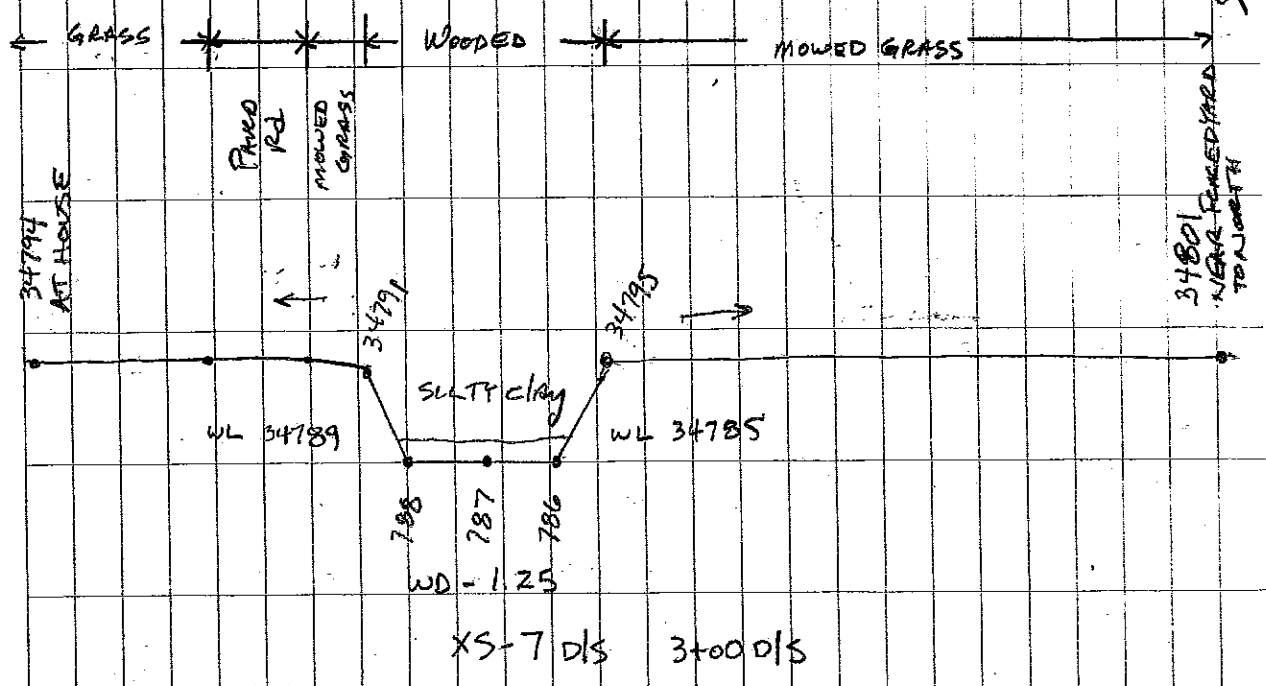 GRASS
WOODED
MOWED GRASS
PAVED
Rd
MOWED
GRASS
34794
AT HOUSE
34791
34795
34801
NEAR FENCED YARD
TO NORTH
SILTY clay
WL 34789
WL 34785
788
787
786
WD - 1.25
XS-7 D/S 3+00 D/S